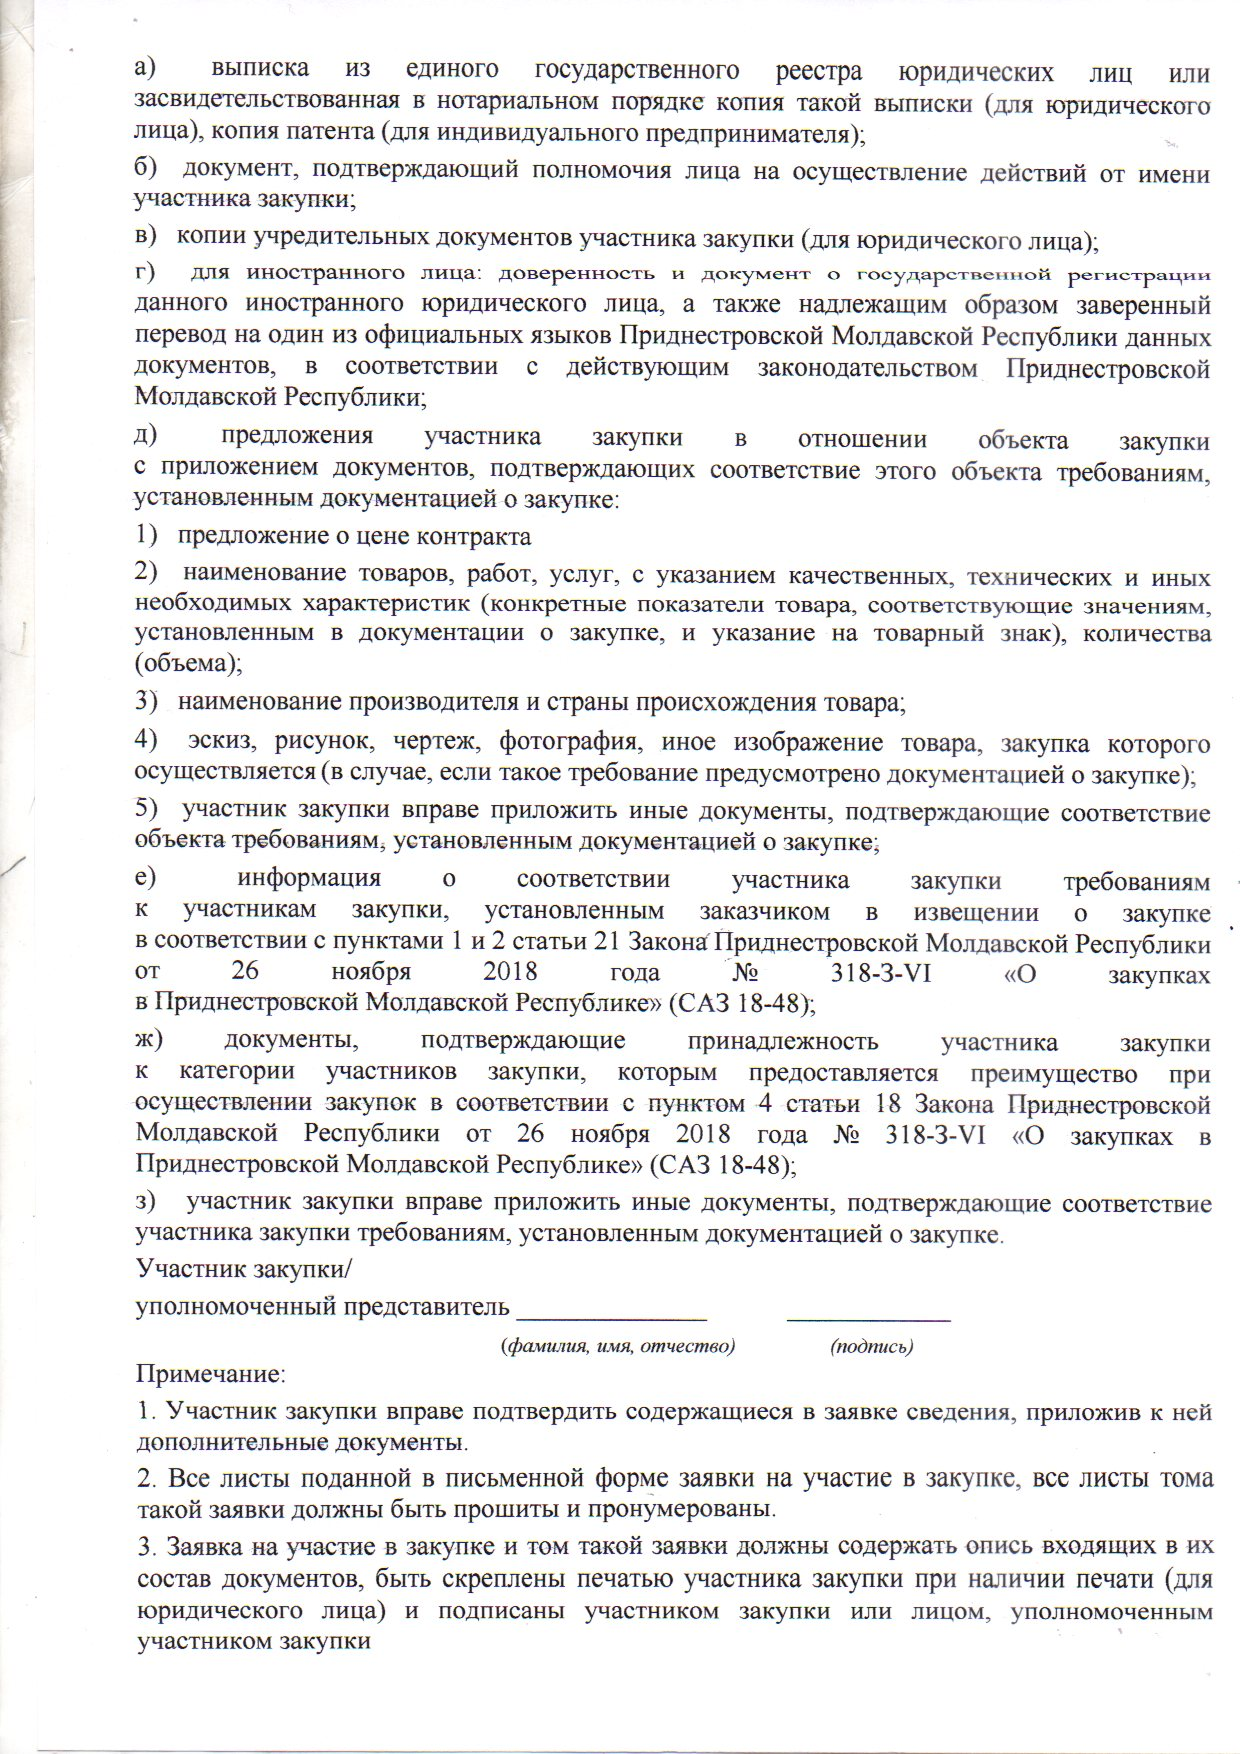 а) выписка из единого государственного реестра юридических лиц или
засвидетельствованная в нотариальном порядке копия такой выписки (для юридического
лица), копия патента (для индивидуального предпринимателя);
б) документ, подтверждающий полномочия лица на осуществление действий от имени
участника закупки;
в) копии учредительных документов участника закупки (для юридического лица);
г) для иностранного лица: доверенность и документ о государственной регистрации
данного иностранного юридического лица, а также надлежащим образом заверенный
перевод на один из официальных языков Приднестровской Молдавской Республики данных
документов, в соответствии с действующим законодательством Приднестровской
Молдавской Республики;
д) предложения участника закупки в отношении объекта закупки
с приложением документов, подтверждающих соответствие этого объекта требованиям,
установленным документацией о закупке:
1) предложение о цене контракта
2) наименование товаров, работ, услуг, с указанием качественных, технических и иных
необходимых характеристик (конкретные показатели товара, соответствующие значениям,
установленным в документации о закупке, и указание на товарный знак), количества
(объема);
3) наименование производителя и страны происхождения товара;
4) эскиз, рисунок, чертеж, фотография, иное изображение товара, закупка которого
осуществляется (в случае, если такое требование предусмотрено документацией о закупке);
5) участник закупки вправе приложить иные документы, подтверждающие соответствие
объекта требованиям, установленным документацией о закупке;
е) информация о соответствии участника закупки требованиям
к участникам закупки, установленным заказчиком в извещении о закупке
в соответствии с пунктами 1 и 2 статьи 21 Закона Приднестровской Молдавской Республики
от 26 ноября 2018 года № 318-З-VI «О закупках
в Приднестровской Молдавской Республике» (САЗ 18-48);
ж) документы, подтверждающие принадлежность участника закупки
к категории участников закупки, которым предоставляется преимущество при
осуществлении закупок в соответствии с пунктом 4 статьи 18 Закона Приднестровской
Молдавской Республики от 26 ноября 2018 года № 318-З-VI «О закупках в
Приднестровской Молдавской Республике» (САЗ 18-48);
з) участник закупки вправе приложить иные документы, подтверждающие соответствие
участника закупки требованиям, установленным документацией о закупке.
Участник закупки/
уполномоченный представитель ______________ ____________
(фамилия, имя, отчество) (подпись)
Примечание:
1. Участник закупки вправе подтвердить содержащиеся в заявке сведения, приложив к ней
дополнительные документы.
2. Все листы поданной в письменной форме заявки на участие в закупке, все листы тома
такой заявки должны быть прошиты и пронумерованы.
3. Заявка на участие в закупке и том такой заявки должны содержать опись входящих в их
состав документов, быть скреплены печатью участника закупки при наличии печати (для
юридического лица) и подписаны участником закупки или лицом, уполномоченным
участником закупки